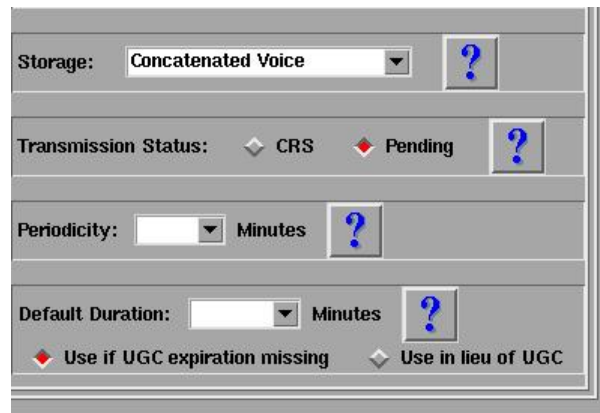 Storage: Concatenated Voice ?
Transmission Status: CRS Pending ?
Periodicity: Minutes ?
Default Duration: Minutes ?
Use if UGC expiration missing Use in lieu of UGC